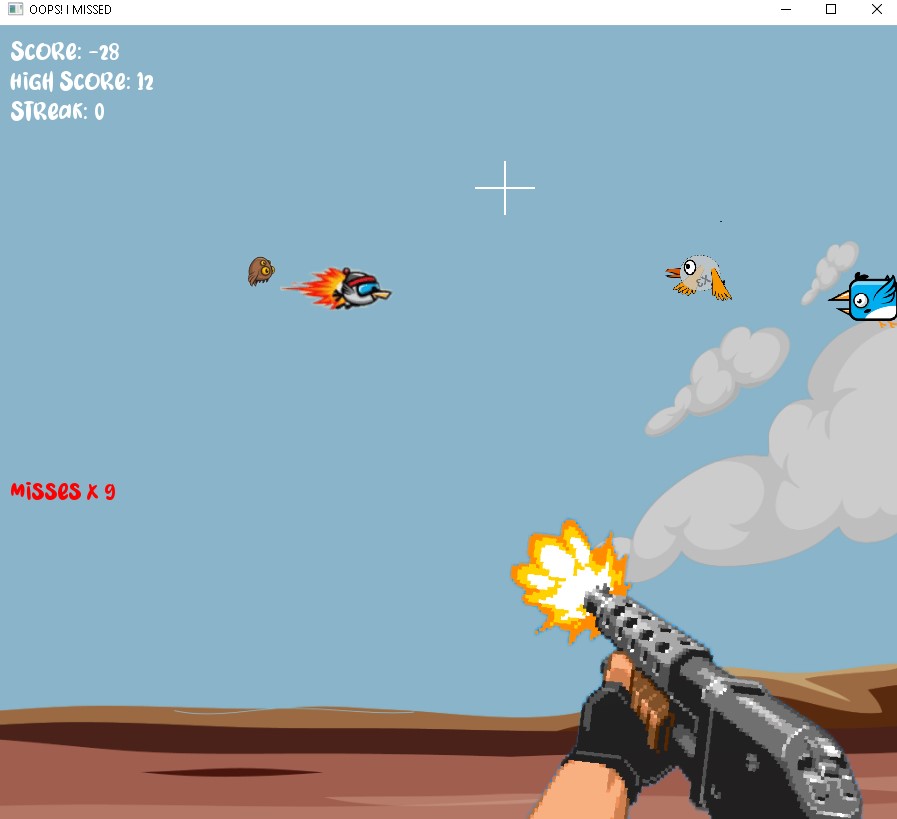 OOPS! I MISSED
Score: -28
High Score: 12
Streak: 0
Misses x 9